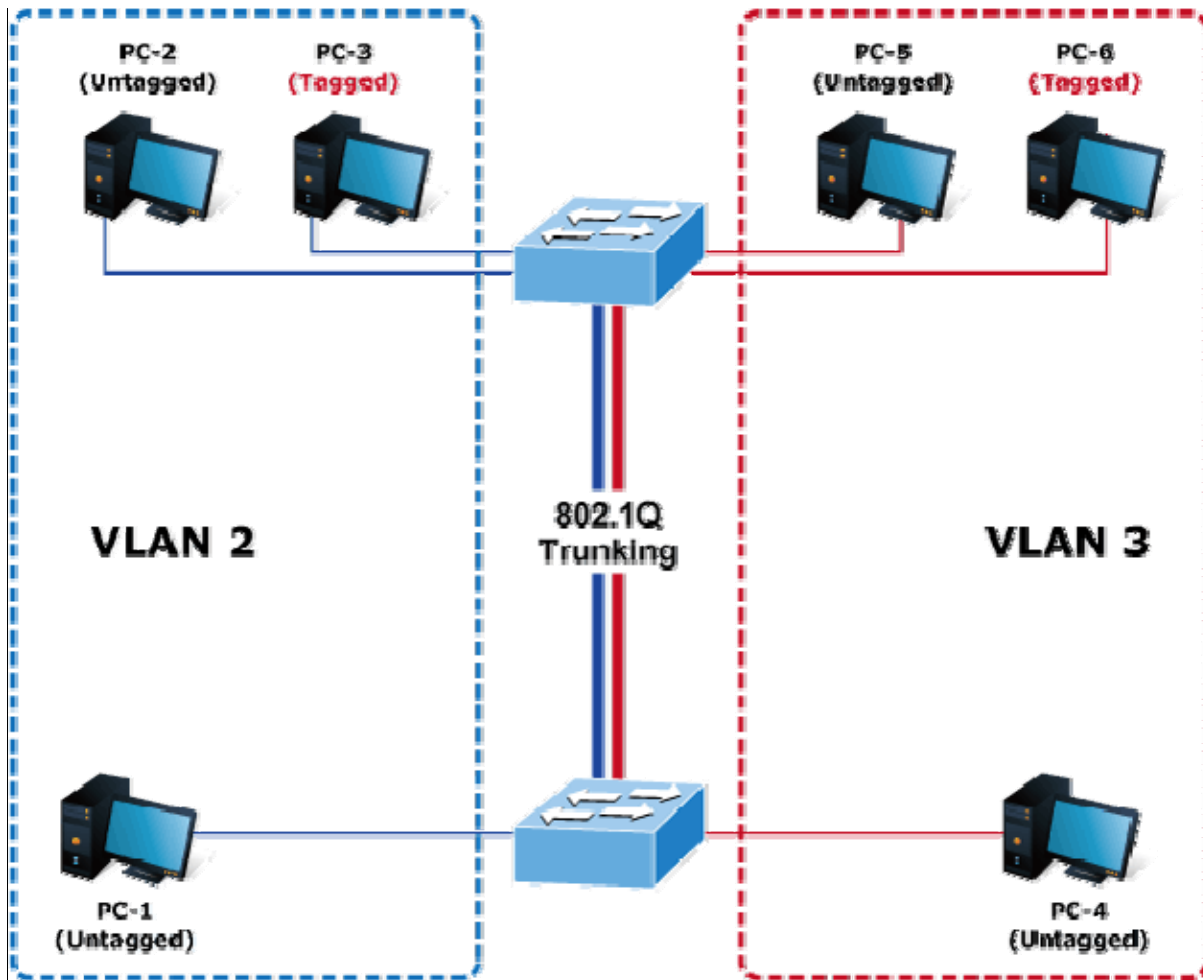 PC-2
(Untagged)
PC-3
(Tagged)
PC-5
(Untagged)
PC-6
(Tagged)
802.1Q
Trunking
VLAN 2
VLAN 3
PC-1
(Untagged)
PC-4
(Untagged)